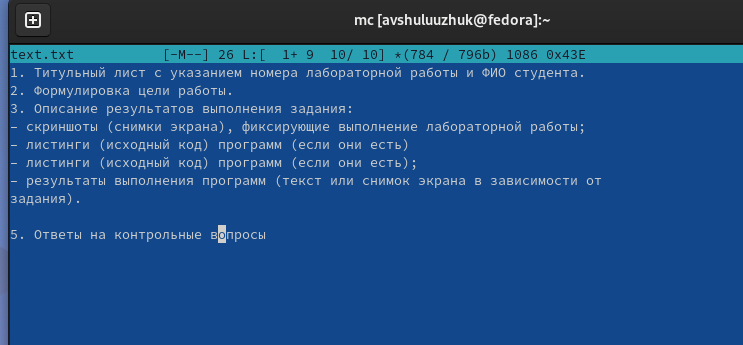 mc [avshuluuzhuk@fedora]:~
text.txt [-M--] 26 L:[ 1+ 9 10/ 10] *(784 / 796b) 1086 0x43E
1. Титульный лист с указанием номера лабораторной работы и ФИО студента.
2. Формулировка цели работы.
3. Описание результатов выполнения задания:
– скриншоты (снимки экрана), фиксирующие выполнение лабораторной работы;
– листинги (исходный код) программ (если они есть)
– листинги (исходный код) программ (если они есть);
– результаты выполнения программ (текст или снимок экрана в зависимости от
задания).
5. Ответы на контрольные вопросы